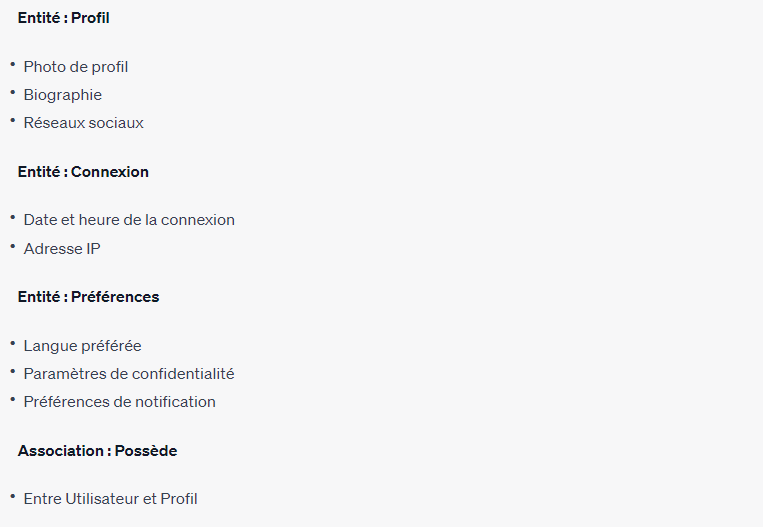 Entité : Profil
• Photo de profil
• Biographie
• Réseaux sociaux
Entité : Connexion
• Date et heure de la connexion
• Adresse IP
Entité : Préférences
• Langue préférée
• Paramètres de confidentialité
• Préférences de notification
Association : Possède
• Entre Utilisateur et Profil